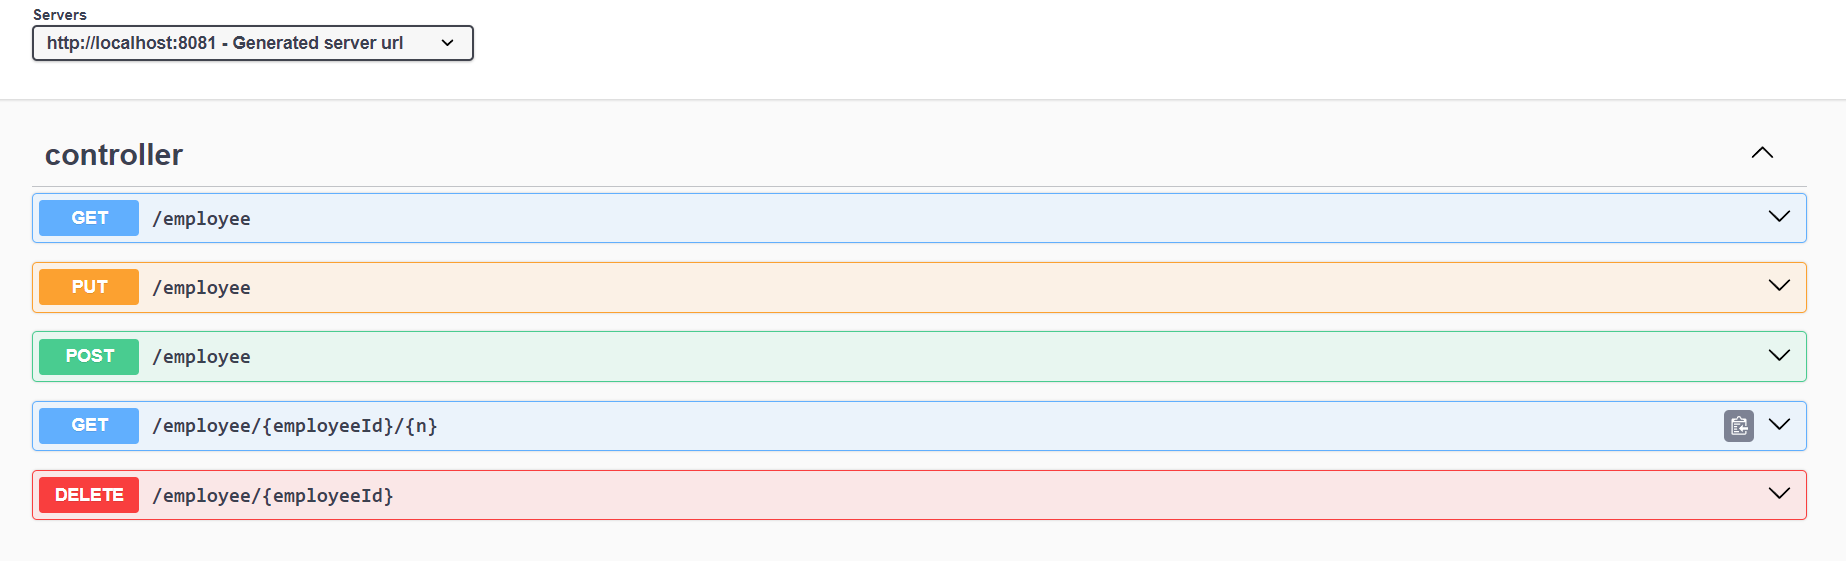 Servers
http://localhost:8081 - Generated server url
controller
GET /employee
PUT /employee
POST /employee
GET /employee/{employeeId}/{n}
DELETE /employee/{employeeId}